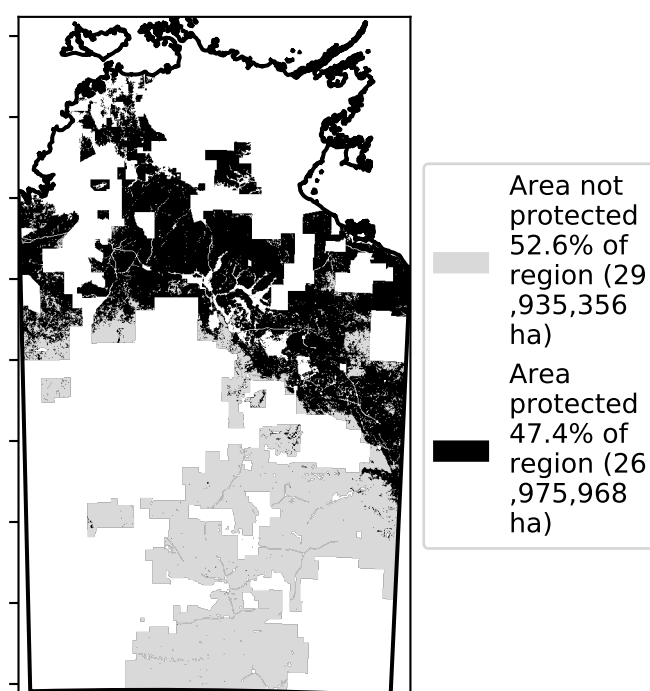 Area not
protected
52.6% of
region (29
,935,356
ha)
Area
protected
47.4% of
region (26
,975,968
ha)